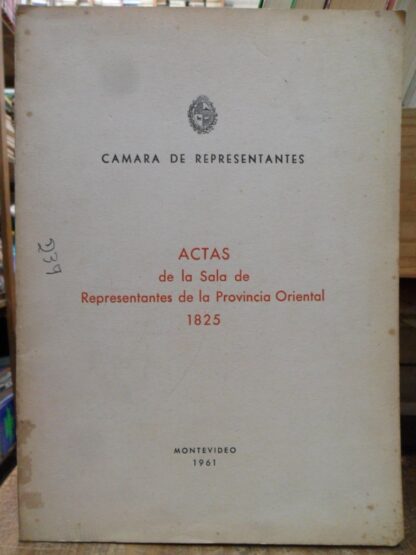 CAMARA DE REPRESENTANTES
ACTAS
de la Sala de
Representantes de la Provincia Oriental
1825
MONTEVIDEO
1961